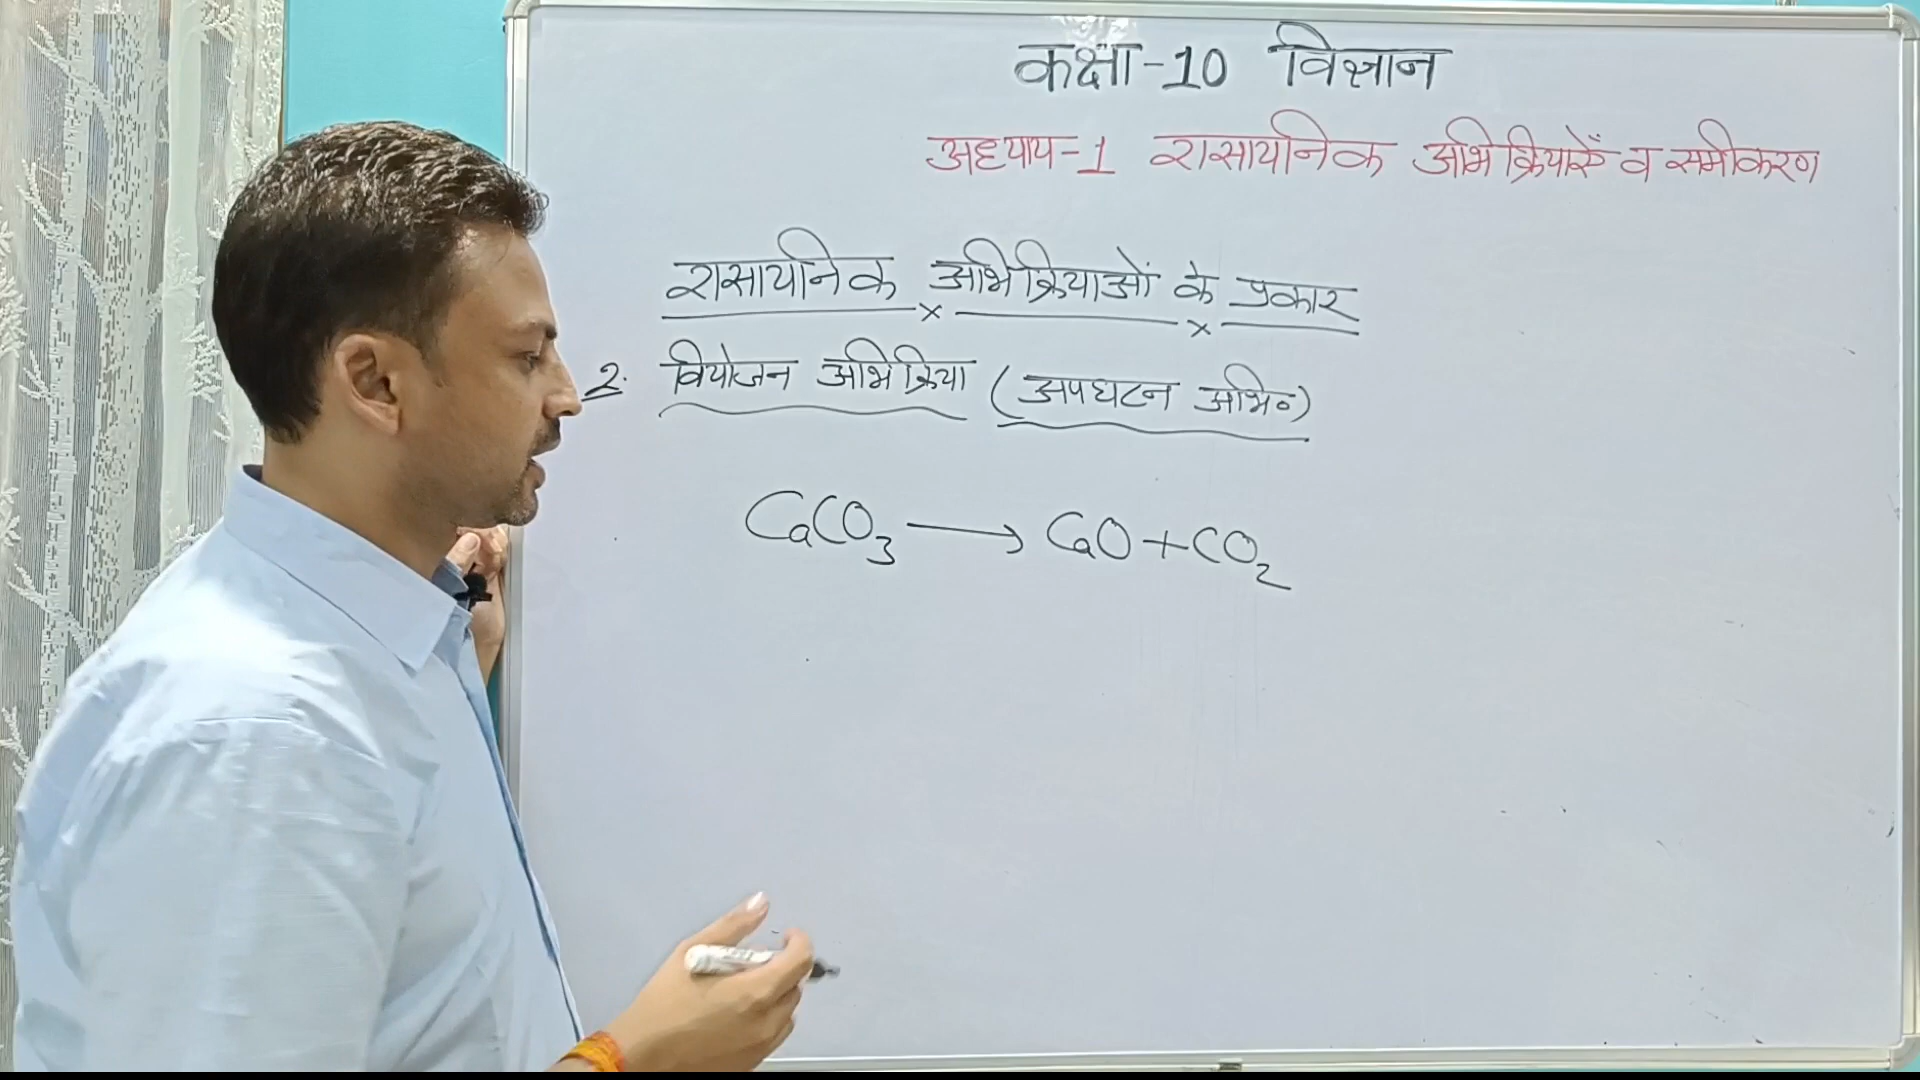 कक्षा-10 विज्ञान
अध्याय-1 रासायनिक अभिक्रियाएँ व समीकरण
रासायनिक अभिक्रियाओं के प्रकार
2. वियोजन अभिक्रिया (अपघटन अभि०)
CaCO₃ ⟶ CaO + CO₂